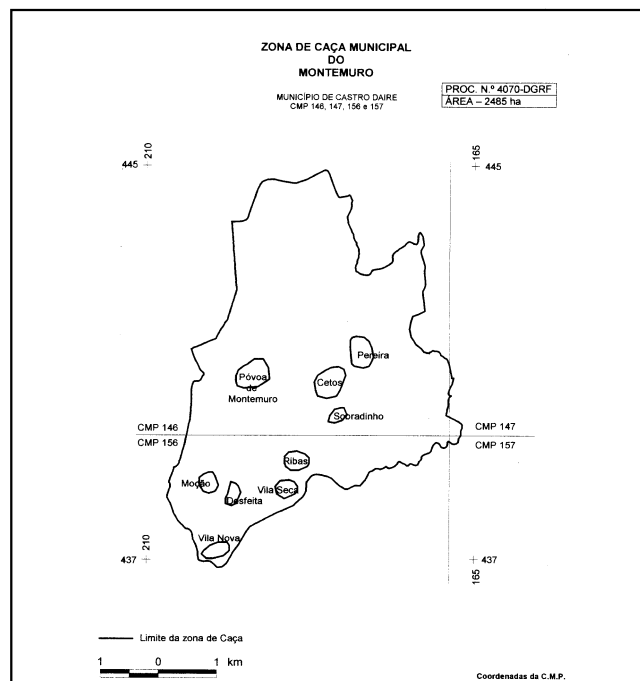 ZONA DE CAÇA MUNICIPAL
DO
MONTEMURO
MUNICÍPIO DE CASTRO DAIRE
CMP 146, 147, 156 e 157
PROC. N.º 4070-DGRF
ÁREA – 2485 ha
445
210
165
445
Pereira
Póvoa
de
Montemuro
Cetos
Sobradinho
CMP 146
CMP 147
CMP 156
CMP 157
Ribas
Moção
Desfeita
Vila Seca
Vila Nova
437
210
437
165
Limite da zona de Caça
1 0 1 km
Coordenadas da C.M.P.